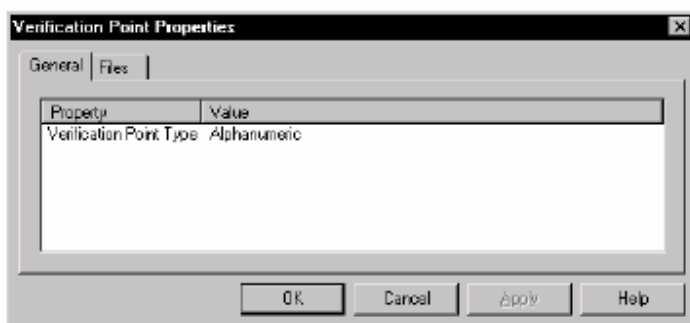 Verification Point Properties
General Files
Property Value
Verification Point Type Alphanumeric
OK Cancel Apply Help